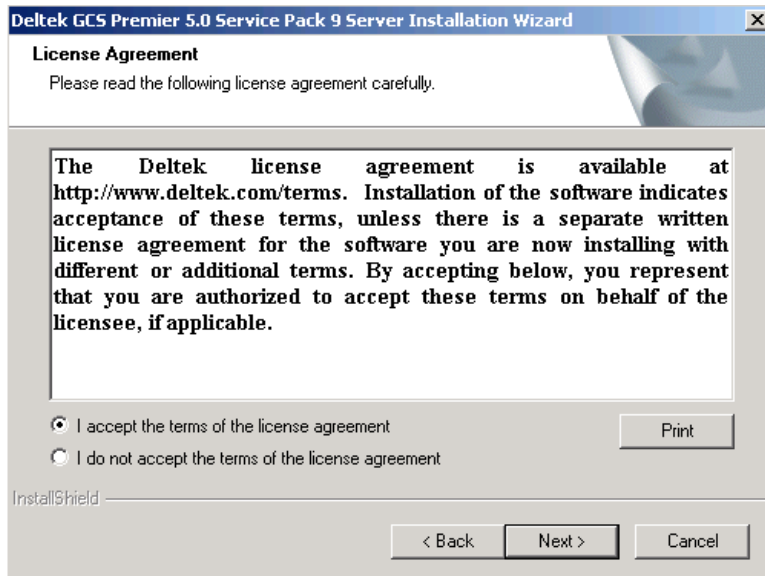 Deltek GCS Premier 5.0 Service Pack 9 Server Installation Wizard
License Agreement
Please read the following license agreement carefully.
The Deltek license agreement is available at
http://www.deltek.com/terms. Installation of the software indicates
acceptance of these terms, unless there is a separate written
license agreement for the software you are now installing with
different or additional terms. By accepting below, you represent
that you are authorized to accept these terms on behalf of the
licensee, if applicable.
I accept the terms of the license agreement
Print
I do not accept the terms of the license agreement
InstallShield
< Back
Next >
Cancel